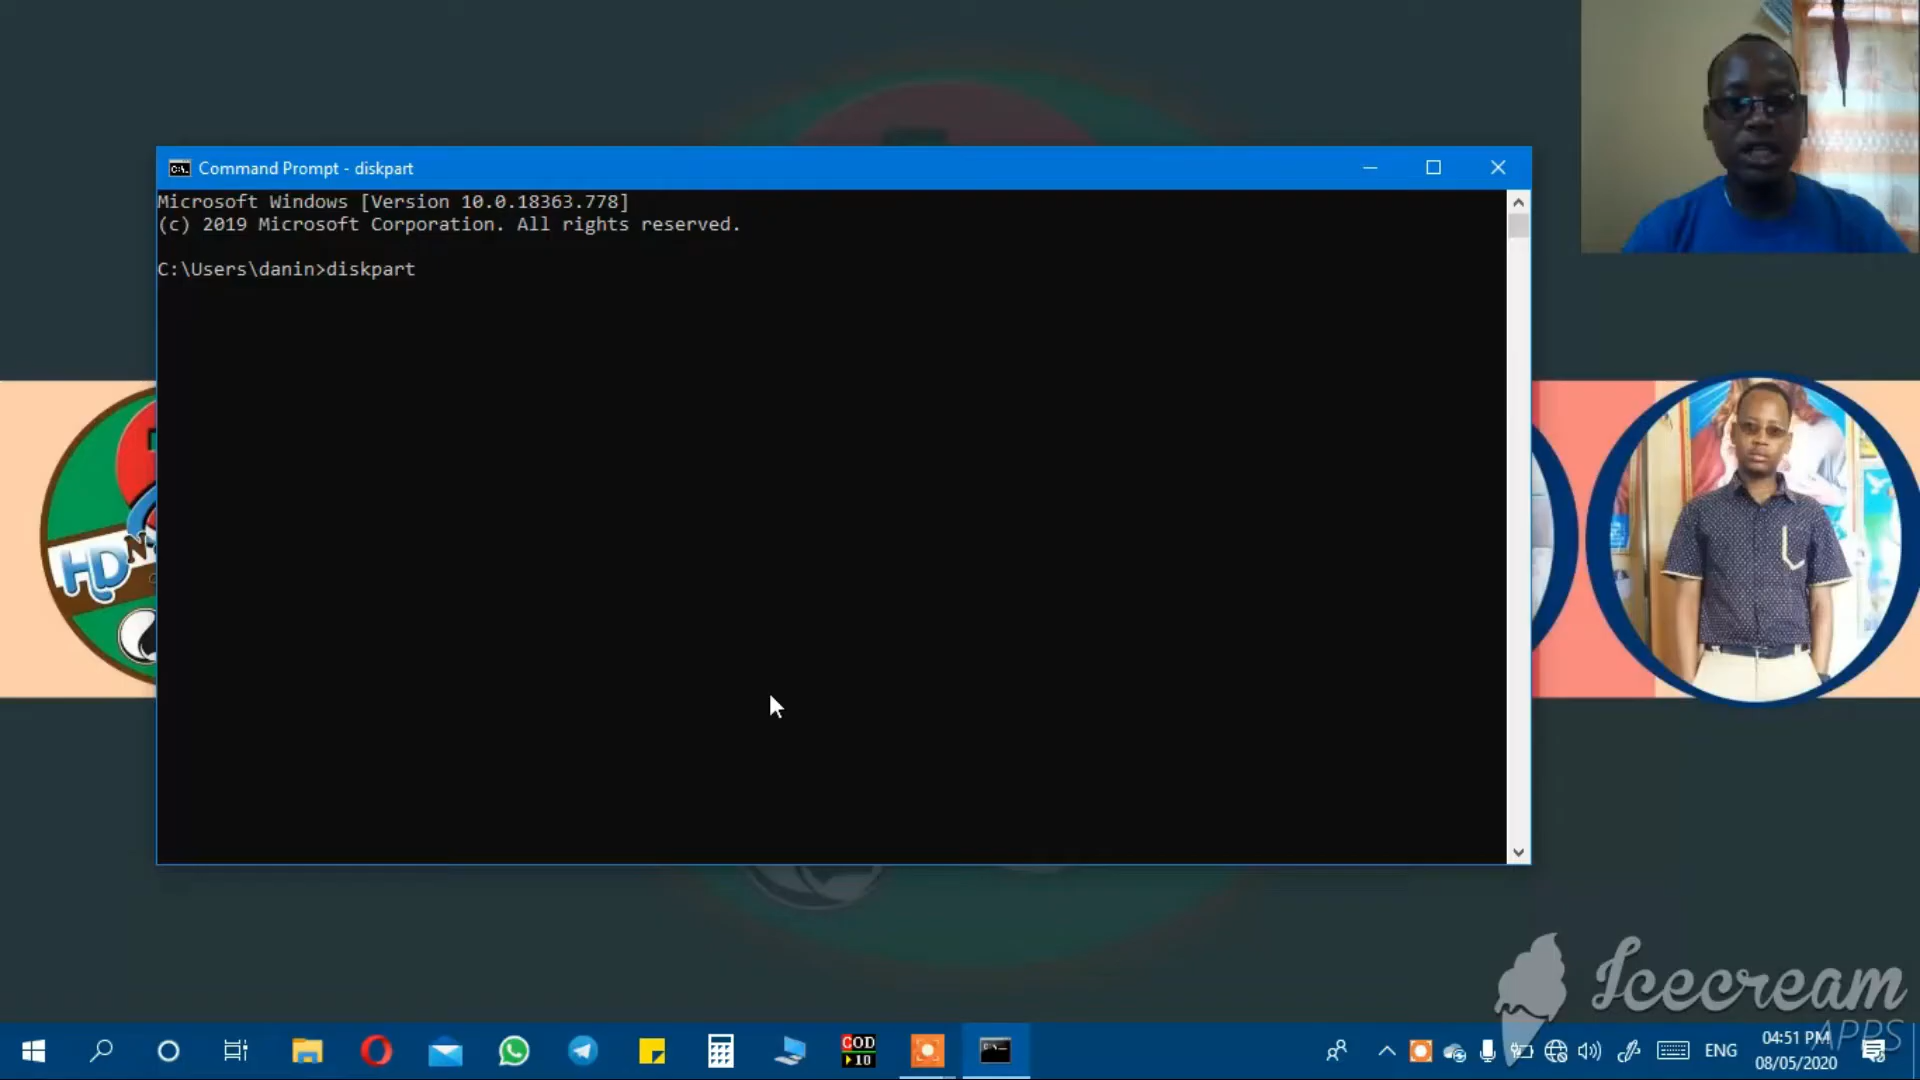 Command Prompt - diskpart
Microsoft Windows [Version 10.0.18363.778]
(c) 2019 Microsoft Corporation. All rights reserved.
C:\Users\danin>diskpart
HD
N
Icecream
APPS
COD
10
ENG
04:51 PM
08/05/2020